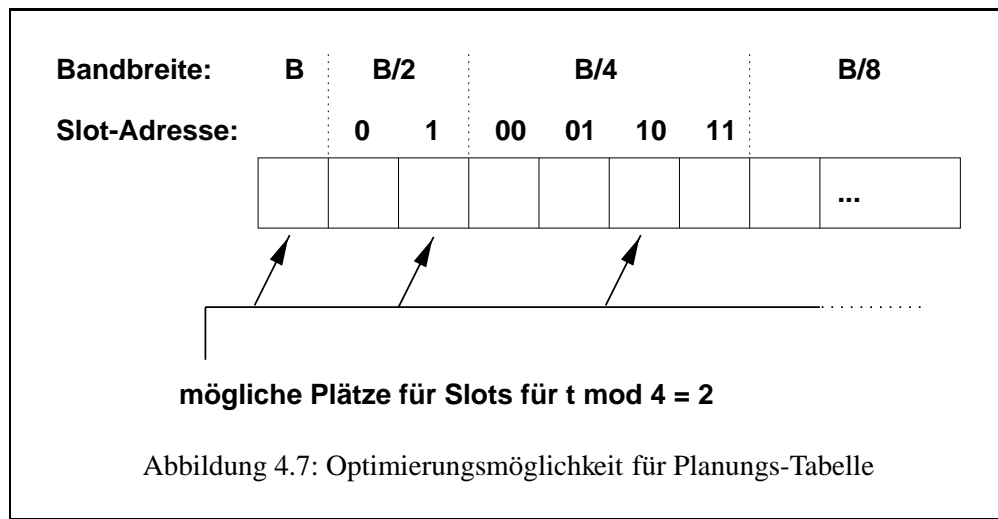 Bandbreite: B B/2 B/4 B/8
Slot-Adresse: 0 1 00 01 10 11
...
mögliche Plätze für Slots für t mod 4 = 2
Abbildung 4.7: Optimierungsmöglichkeit für Planungs-Tabelle